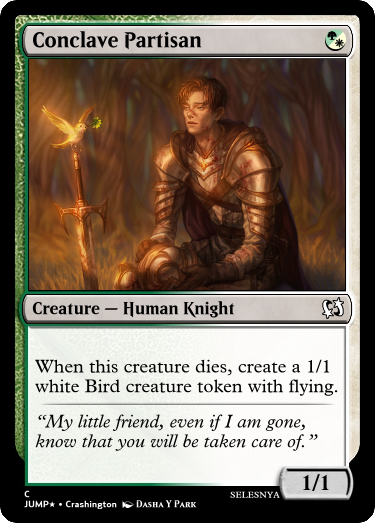 Conclave Partisan
Creature — Human Knight
When this creature dies, create a 1/1
white Bird creature token with flying.
“My little friend, even if I am gone,
know that you will be taken care of.”
1/1
C
JUMP★ • Crashington Dasha Y Park
SELESNYA